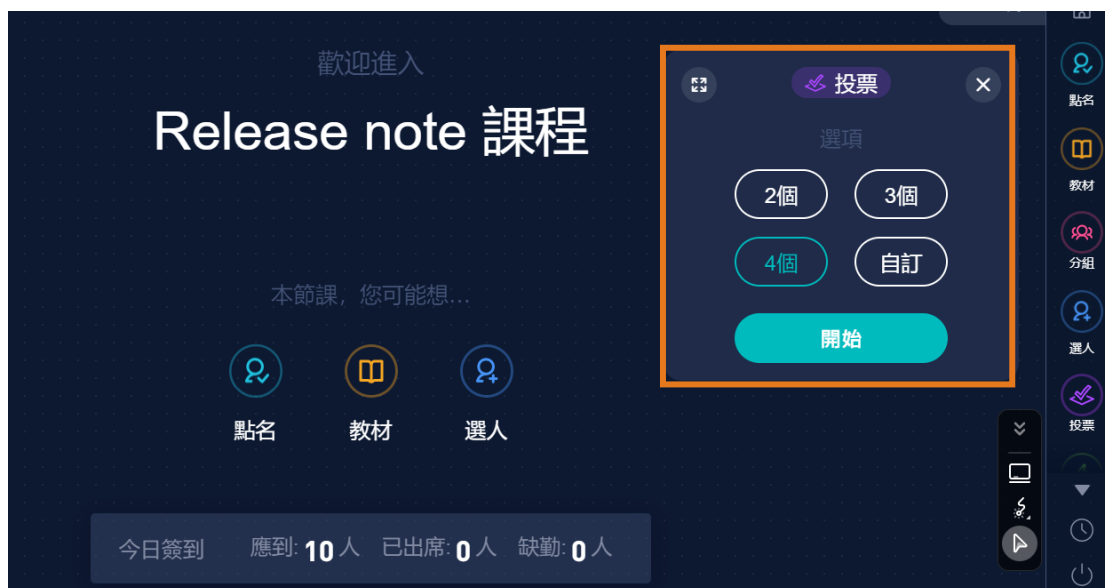 歡迎進入
Release note 課程
本節課，您可能想...
點名
教材
選人
今日簽到 應到: 10 人 已出席: 0 人 缺勤: 0 人
投票
選項
2個
3個
4個
自訂
開始
點名
教材
分組
選人
投票